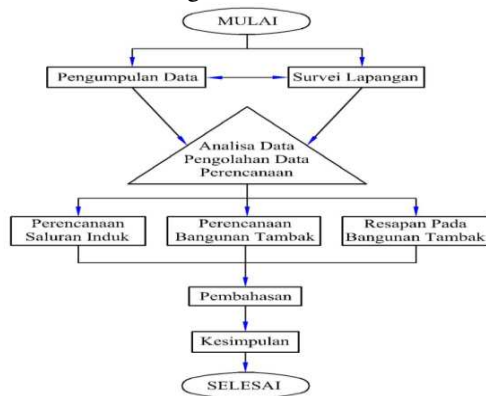 MULAI
Pengumpulan Data
Survei Lapangan
Analisa Data
Pengolahan Data
Perencanaan
Perencanaan
Saluran Induk
Perencanaan
Bangunan Tambak
Resapan Pada
Bangunan Tambak
Pembahasan
Kesimpulan
SELESAI